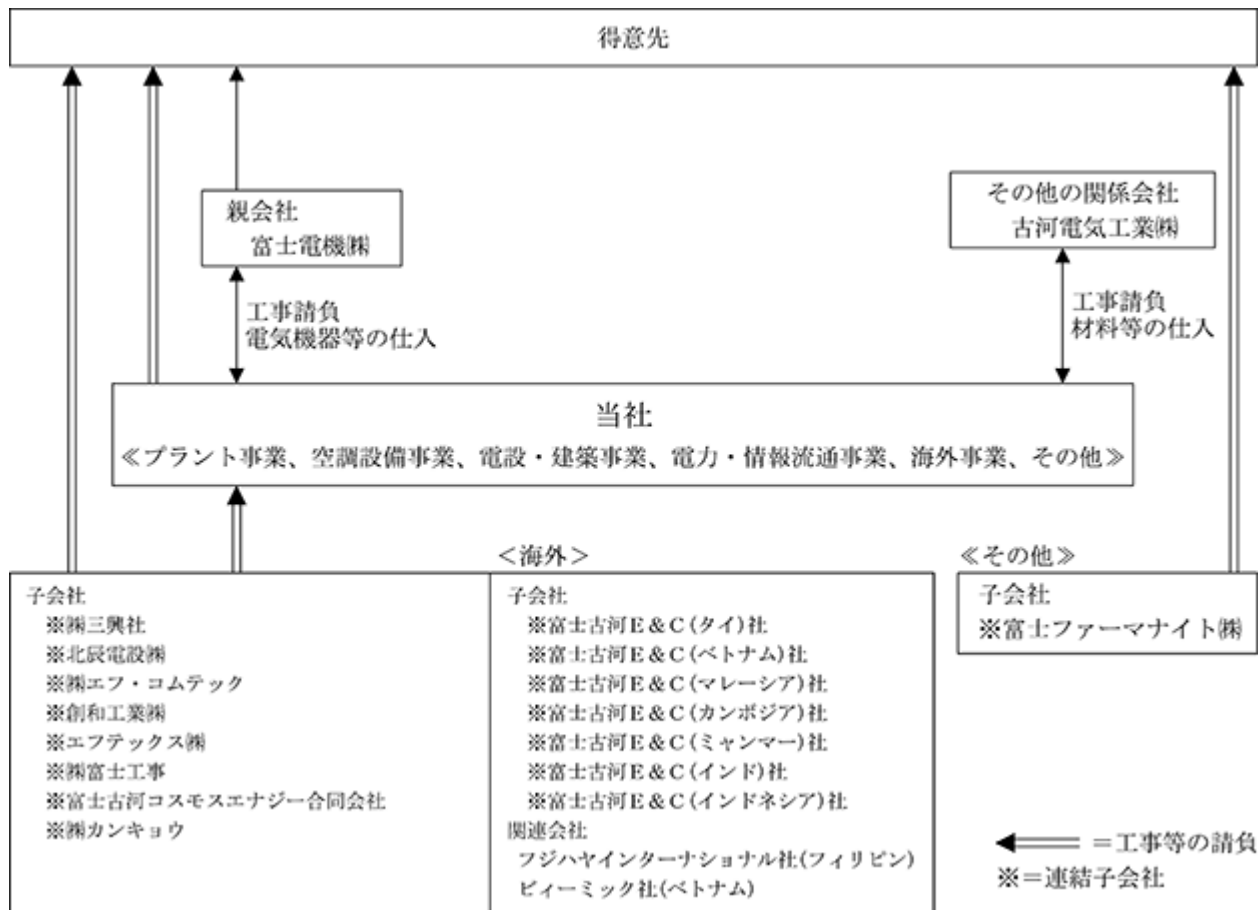 得意先
親会社
富士電機㈱
その他の関係会社
古河電気工業㈱
工事請負
電気機器等の仕入
工事請負
材料等の仕入
当社
≪プラント事業、空調設備事業、電設・建築事業、電力・情報流通事業、海外事業、その他≫
子会社
※㈱三興社
※北辰電設㈱
※㈱エフ・コムテック
※創和工業㈱
※エフテックス㈱
※㈱富士工事
※富士古河コスモスエナジー合同会社
※㈱カンキョウ
＜海外＞
子会社
※富士古河E＆C(タイ)社
※富士古河E＆C(ベトナム)社
※富士古河E＆C(マレーシア)社
※富士古河E＆C(カンボジア)社
※富士古河E＆C(ミャンマー)社
※富士古河E＆C(インド)社
※富士古河E＆C(インドネシア)社
関連会社
フジハヤインターナショナル社(フィリピン)
ビィーミック社(ベトナム)
≪その他≫
子会社
※富士ファーマナイト㈱
＝工事等の請負
※＝連結子会社